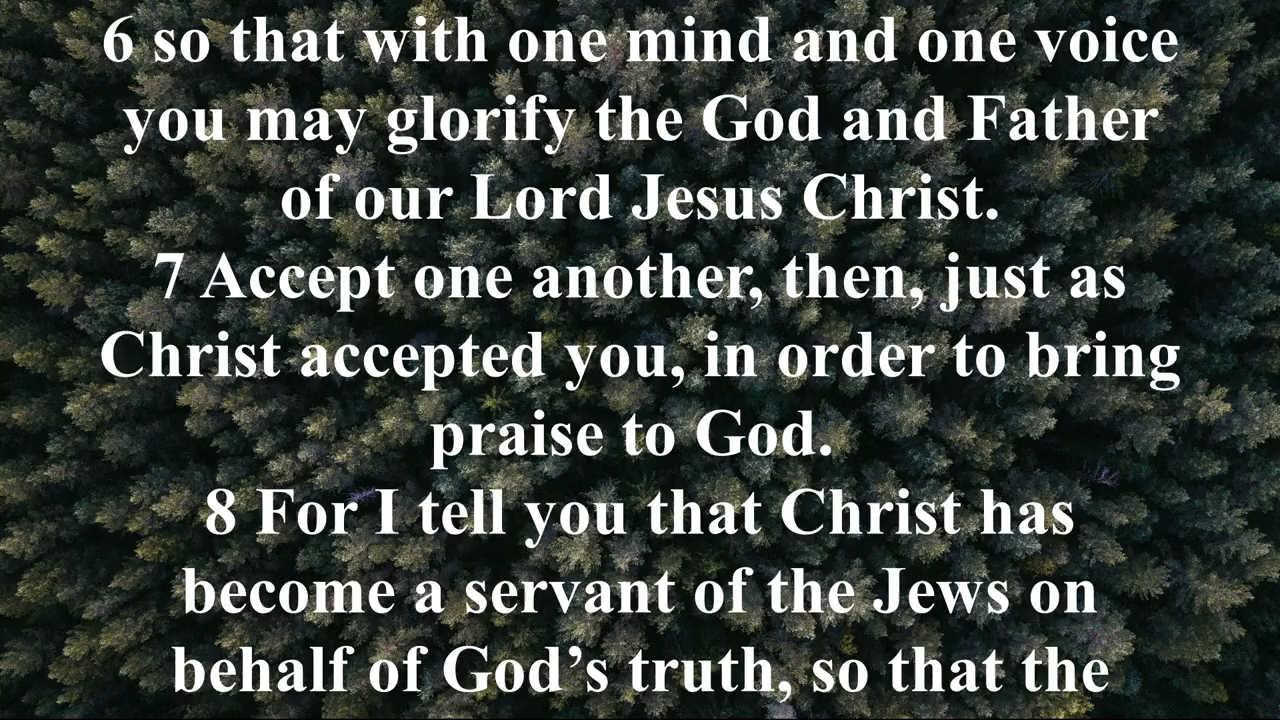 6 so that with one mind and one voice
you may glorify the God and Father
of our Lord Jesus Christ.
7 Accept one another, then, just as
Christ accepted you, in order to bring
praise to God.
8 For I tell you that Christ has
become a servant of the Jews on
behalf of God’s truth, so that the